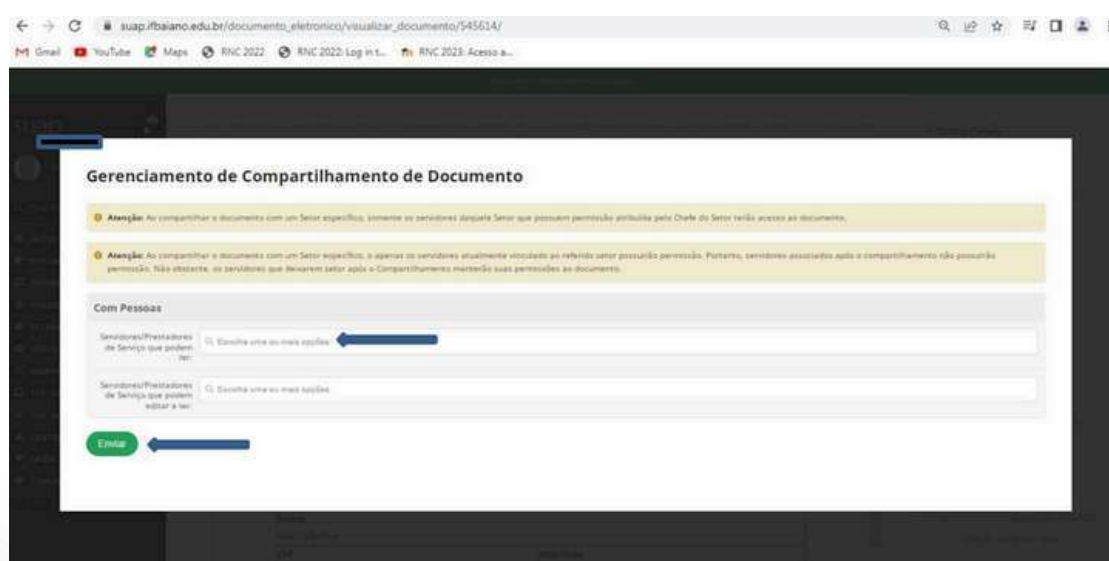 suap.ifbaiano.edu.br/documento_eletronico/visualizar_documento/545614/
Gmail YouTube Maps RNC 2022 RNC 2022: Log in t... RNC 2023: Acesso a...
suap
Gerenciamento de Compartilhamento de Documento
Atenção: Ao compartilhar o documento com um Setor específico, somente os servidores daquele Setor que possuem permissão atribuída pelo Chefe do Setor terão acesso ao documento.
Atenção: Ao compartilhar o documento com um Setor específico, o apenas os servidores atualmente vinculado ao referido setor possuirão permissão. Portanto, servidores associados após o compartilhamento não possuirão
permissão. Não obstante, os servidores que deixarem setor após o Compartilhamento manterão suas permissões ao documento.
Com Pessoas
Servidores/Prestadores
de Serviço que podem
ler:
Escolha uma ou mais opções
Servidores/Prestadores
de Serviço que podem
editar e ler:
Escolha uma ou mais opções
Enviar